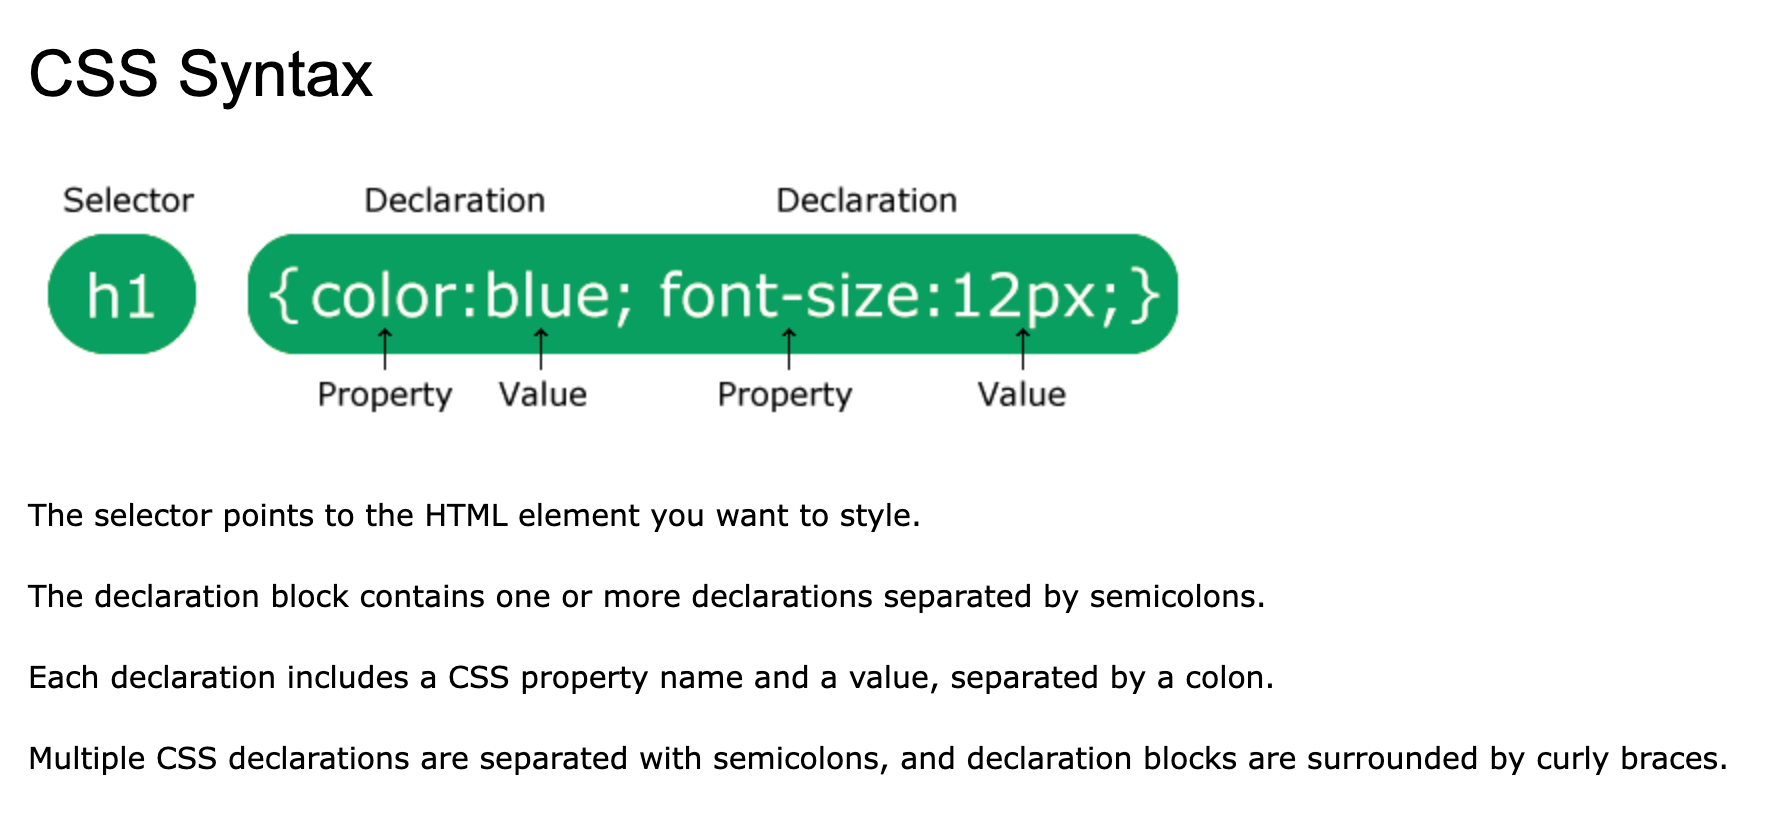 CSS Syntax
Selector Declaration Declaration
h1 {color:blue; font-size:12px;}
Property Value Property Value
The selector points to the HTML element you want to style.
The declaration block contains one or more declarations separated by semicolons.
Each declaration includes a CSS property name and a value, separated by a colon.
Multiple CSS declarations are separated with semicolons, and declaration blocks are surrounded by curly braces.